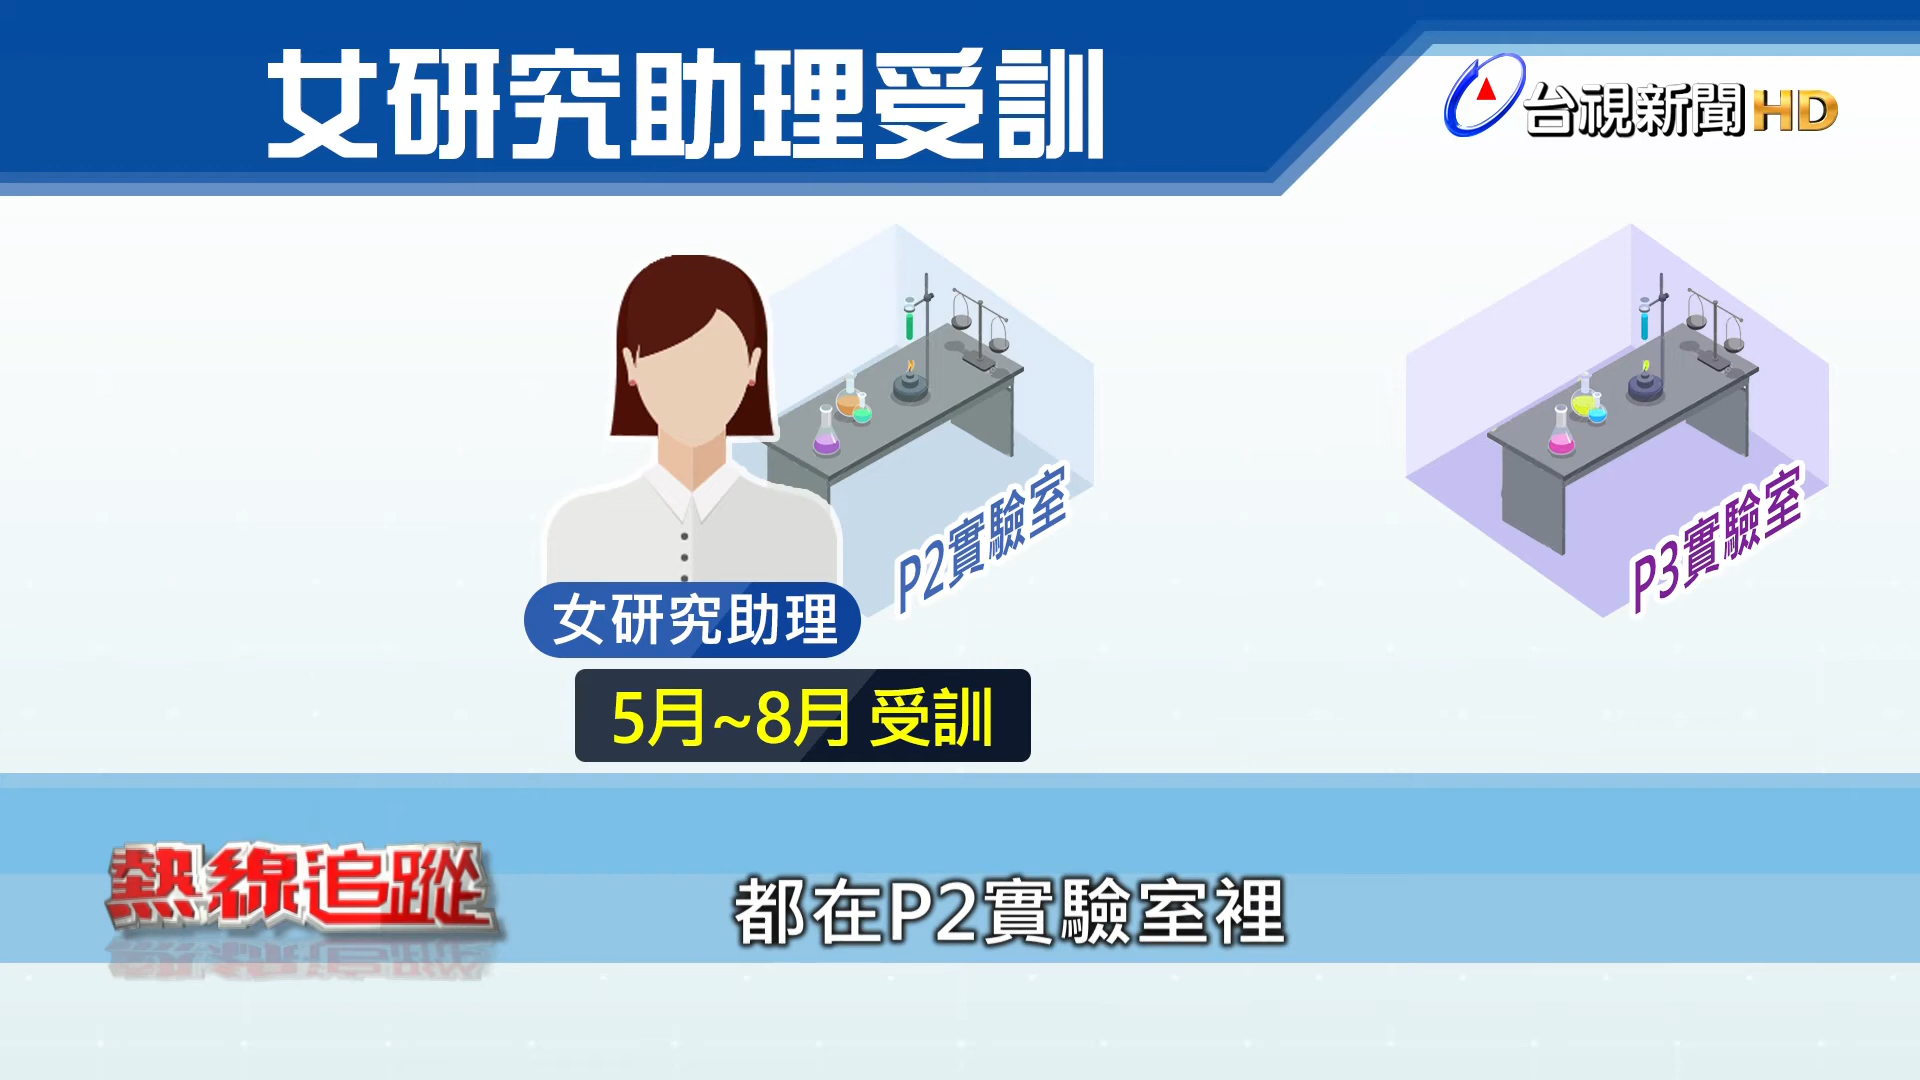 女研究助理受訓
台視新聞HD
P2實驗室
P3實驗室
女研究助理
5月~8月 受訓
熱線追蹤
都在P2實驗室裡